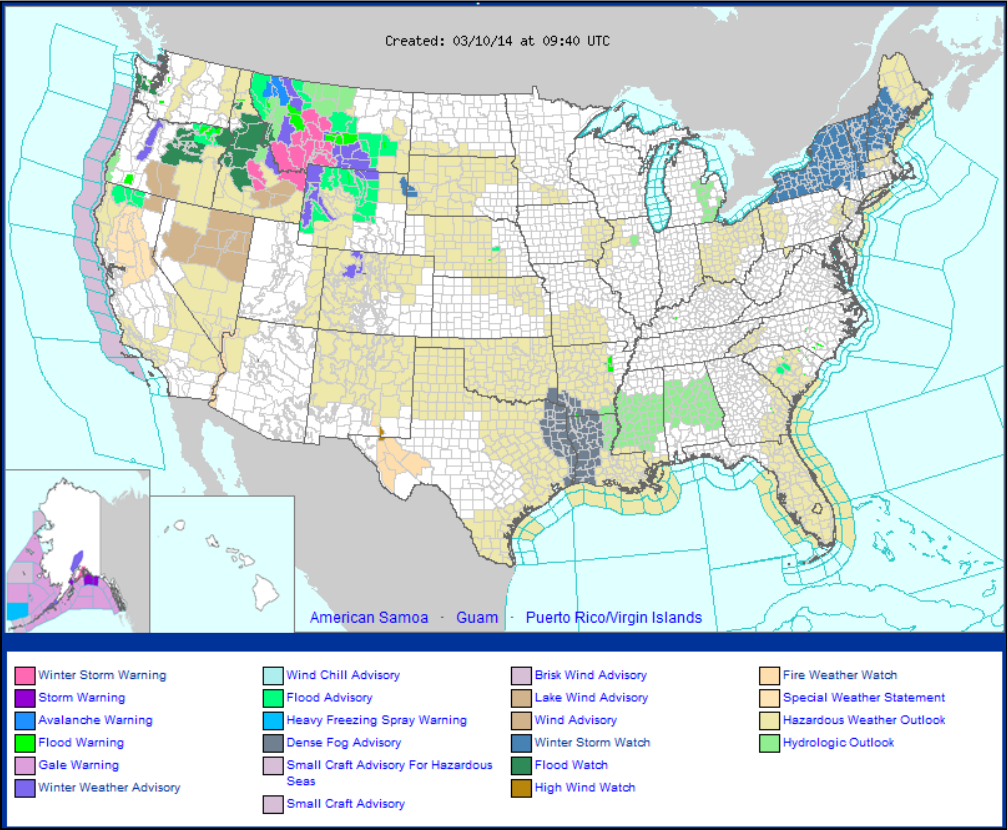 Created: 03/10/14 at 09:40 UTC
American Samoa · Guam · Puerto Rico/Virgin Islands
Winter Storm Warning
Storm Warning
Avalanche Warning
Flood Warning
Gale Warning
Winter Weather Advisory
Wind Chill Advisory
Flood Advisory
Heavy Freezing Spray Warning
Dense Fog Advisory
Small Craft Advisory For Hazardous
Seas
Small Craft Advisory
Brisk Wind Advisory
Lake Wind Advisory
Wind Advisory
Winter Storm Watch
Flood Watch
High Wind Watch
Fire Weather Watch
Special Weather Statement
Hazardous Weather Outlook
Hydrologic Outlook